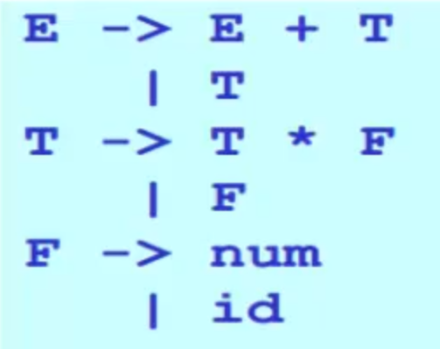 E -> E + T
| T
T -> T * F
| F
F -> num
| id